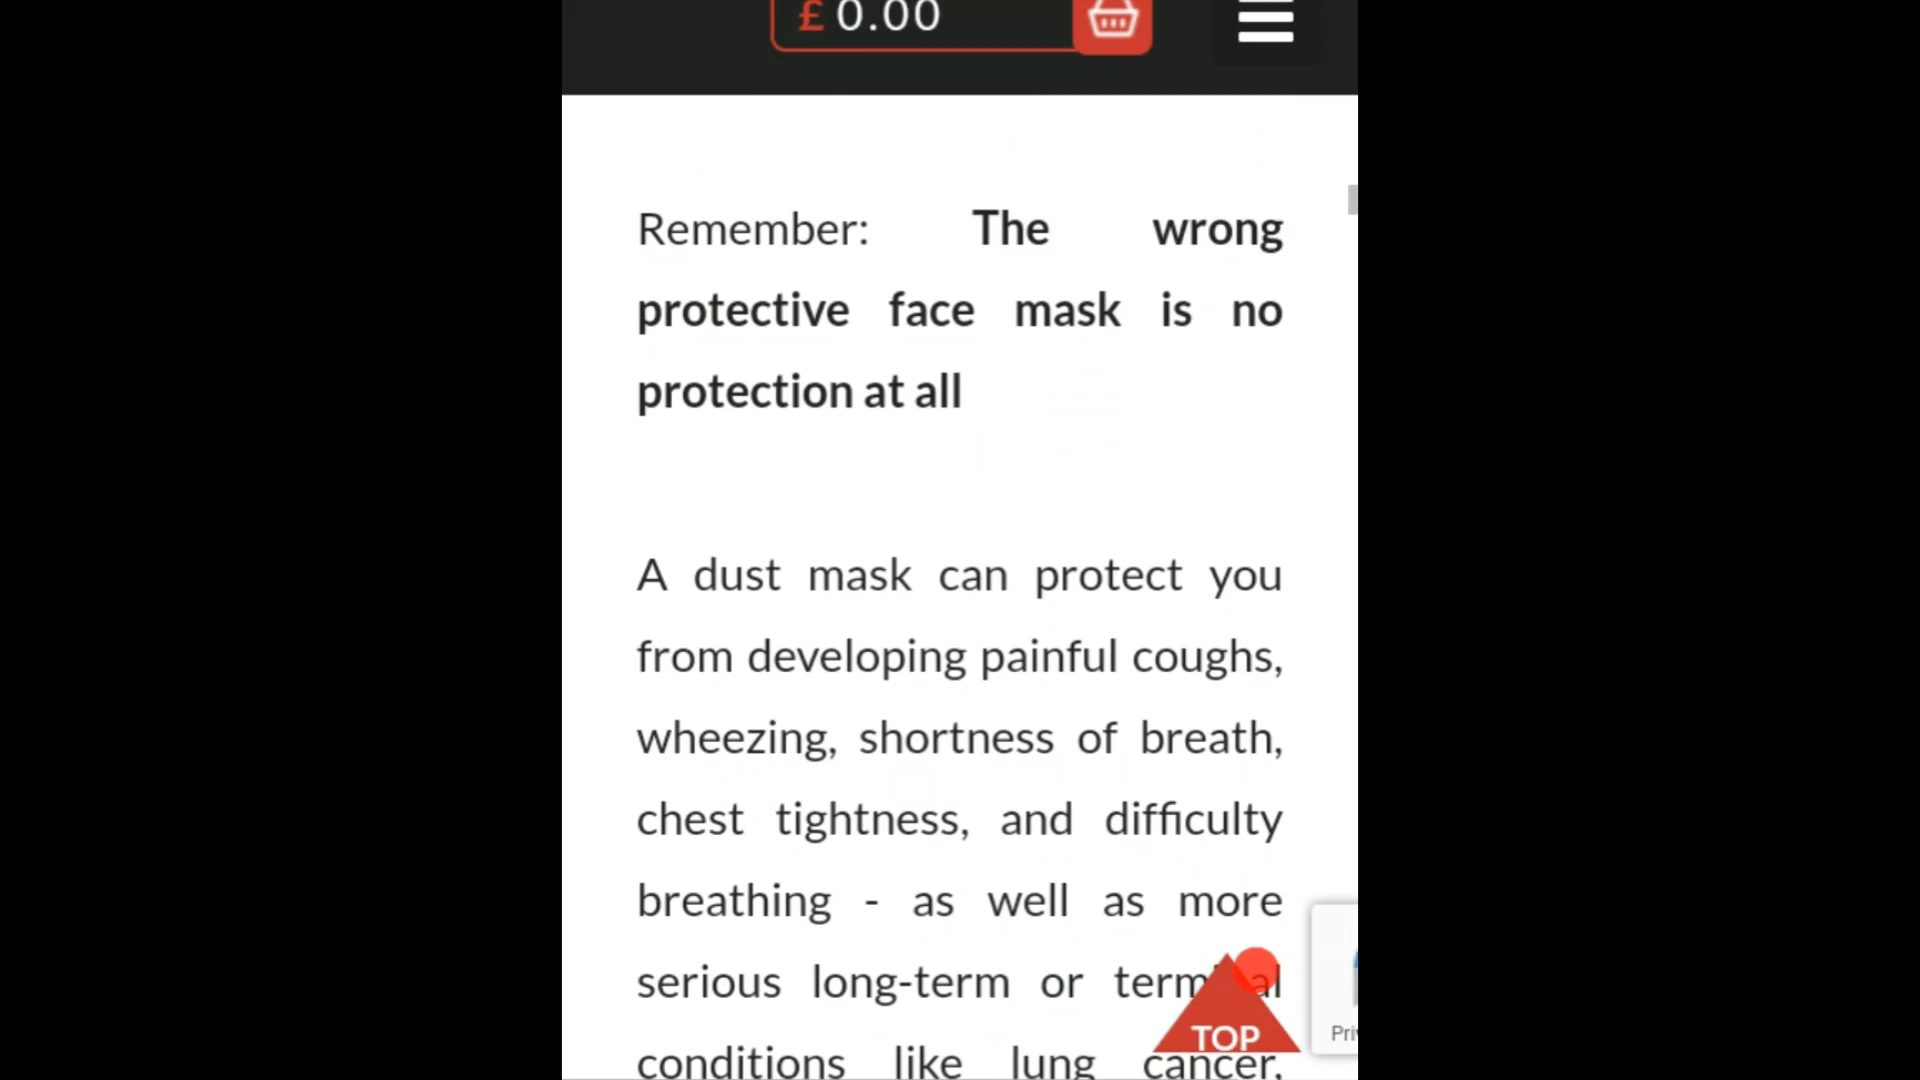 £ 0.00
Remember: The wrong
protective face mask is no
protection at all
A dust mask can protect you
from developing painful coughs,
wheezing, shortness of breath,
chest tightness, and difficulty
breathing - as well as more
serious long-term or
conditions like lung cancer,
TOP